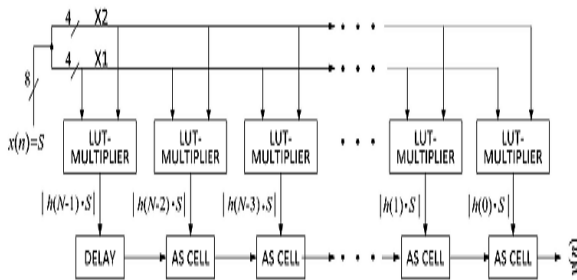 4 X2
4 X1
8
x(n)=S
LUT-MULTIPLIER LUT-MULTIPLIER LUT-MULTIPLIER LUT-MULTIPLIER LUT-MULTIPLIER
|h(N-1)·S| |h(N-2)·S| |h(N-3)·S| |h(1)·S| |h(0)·S|
DELAY AS CELL AS CELL AS CELL AS CELL